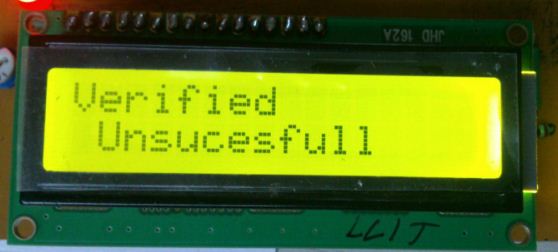 JHD 162A
Verified
Unsucesfull